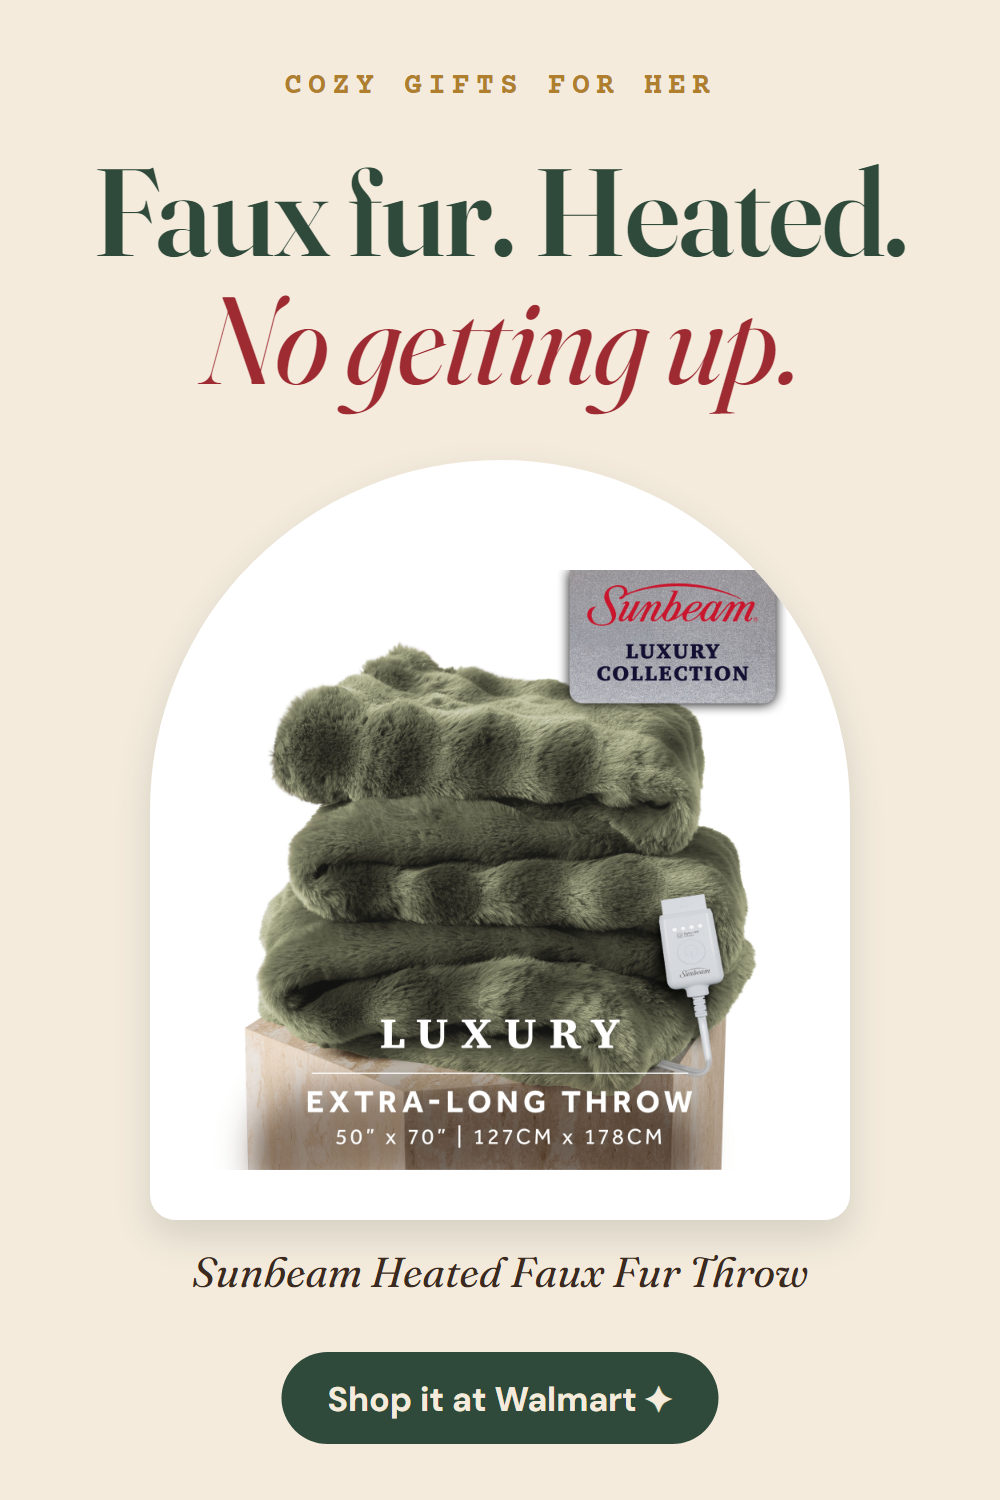 COZY GIFTS FOR HER
Faux fur. Heated.
No getting up.
Sunbeam
LUXURY
COLLECTION
Sunbeam
LUXURY
EXTRA-LONG THROW
50" x 70" | 127CM x 178CM
Sunbeam Heated Faux Fur Throw
Shop it at Walmart